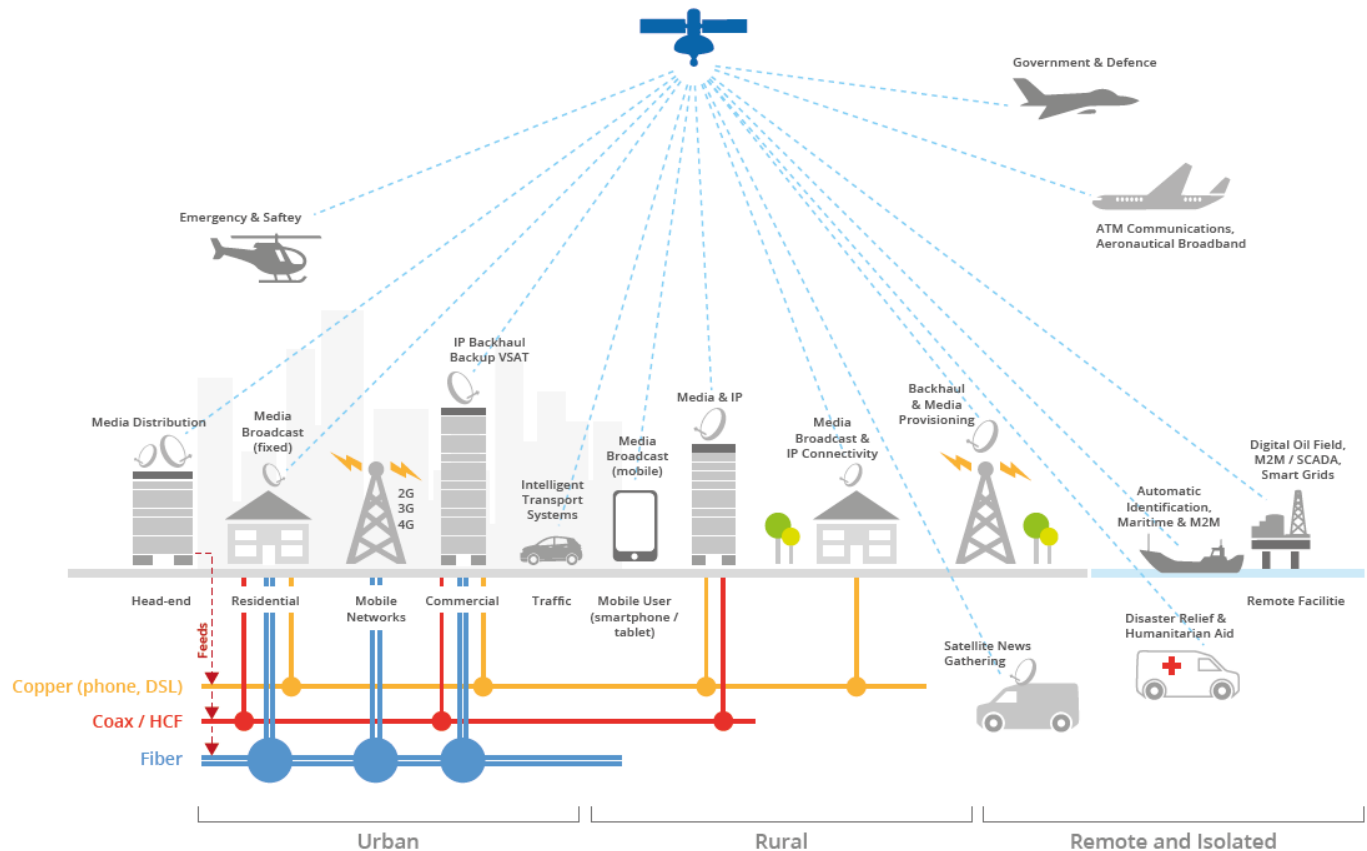 Government & Defence
ATM Communications,
Aeronautical Broadband
Emergency & Saftey
IP Backhaul
Backup VSAT
Media Distribution
Media
Broadcast
(fixed)
2G
3G
4G
Intelligent
Transport
Systems
Media
Broadcast
(mobile)
Media & IP
Media
Broadcast &
IP Connectivity
Backhaul
& Media
Provisioning
Automatic
Identification,
Maritime & M2M
Digital Oil Field,
M2M / SCADA,
Smart Grids
Head-end
Residential
Mobile
Networks
Commercial
Traffic
Mobile User
(smartphone /
tablet)
Remote Facilitie
Feeds
Satellite News
Gathering
Disaster Relief &
Humanitarian Aid
Copper (phone, DSL)
Coax / HCF
Fiber
Urban
Rural
Remote and Isolated